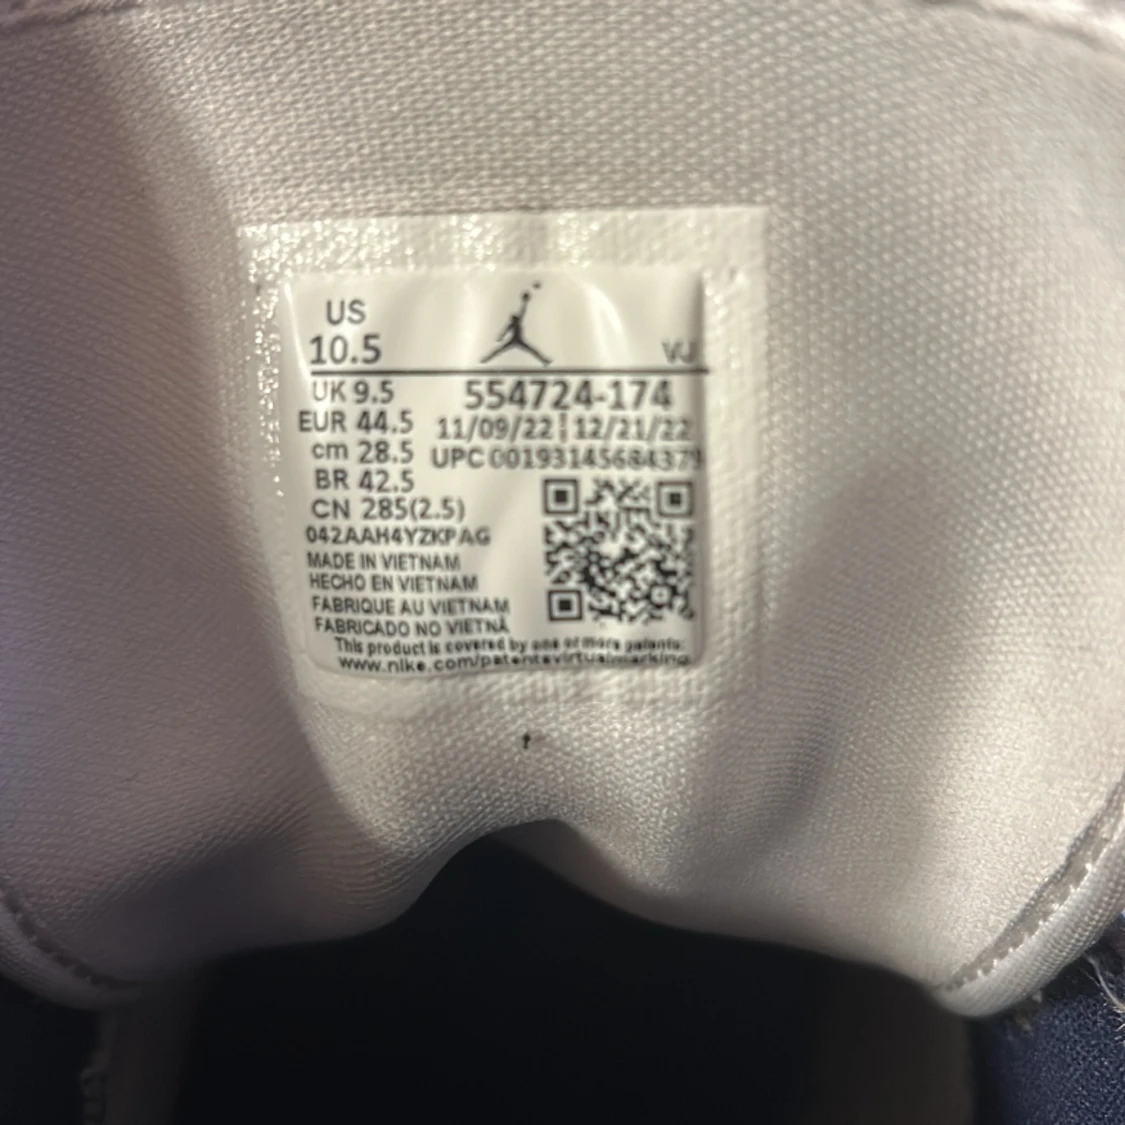 US
10.5
VJ
UK 9.5
554724-174
EUR 44.5
11/09/22 | 12/21/22
cm 28.5
UPC 00193145684379
BR 42.5
CN 285(2.5)
042AAH4YZKPAG
MADE IN VIETNAM
HECHO EN VIETNAM
FABRIQUE AU VIETNAM
FABRICADO NO VIETNÃ
This product is covered by one or more patents:
www.nike.com/patentsvirtualmarking